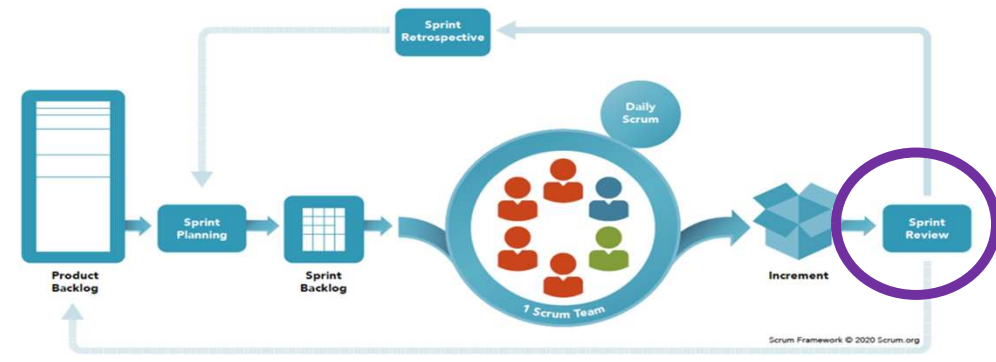 Sprint
Retrospective
Daily
Scrum
Sprint
Planning
Sprint
Review
Product
Backlog
Sprint
Backlog
Increment
1 Scrum Team
Scrum Framework © 2020 Scrum.org